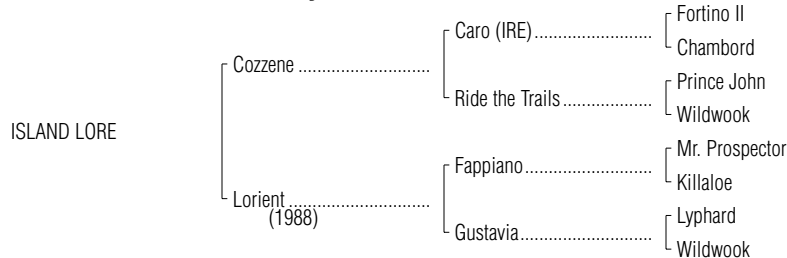 Fortino II
Caro (IRE)
Chambord
Cozzene
Prince John
Ride the Trails
Wildwook
ISLAND LORE
Mr. Prospector
Fappiano
Killaloe
Lorient
(1988)
Lyphard
Gustavia
Wildwook